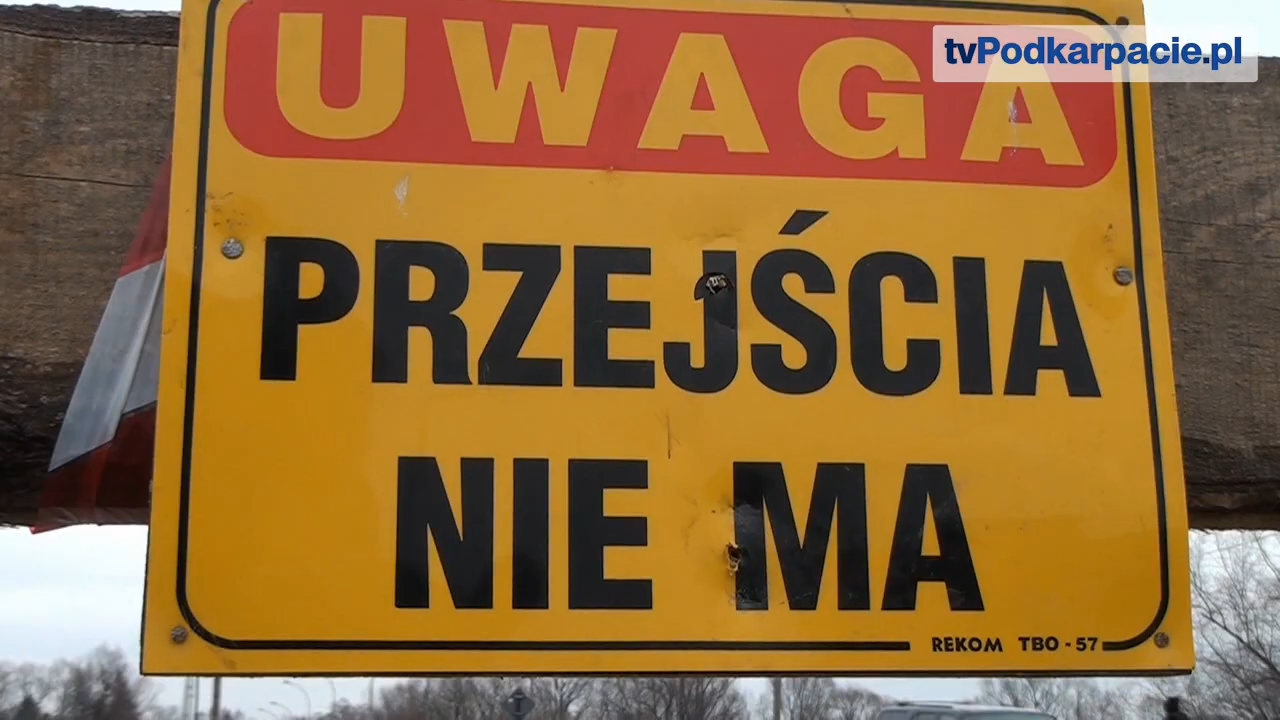 tvPodkarpacie.pl
UWAGA
PRZEJŚCIA
NIE MA
REKOM TBO - 57